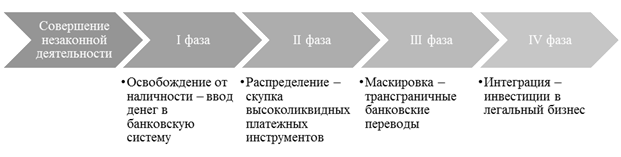 Совершение
незаконной
деятельности
I фаза
II фаза
III фаза
IV фаза
•Освобождение от
наличности – ввод
денег в
банковскую
систему
•Распределение –
скупка
высоколиквидных
платежных
инструментов
•Маскировка –
трансграничные
банковские
переводы
•Интеграция –
инвестиции в
легальный бизнес